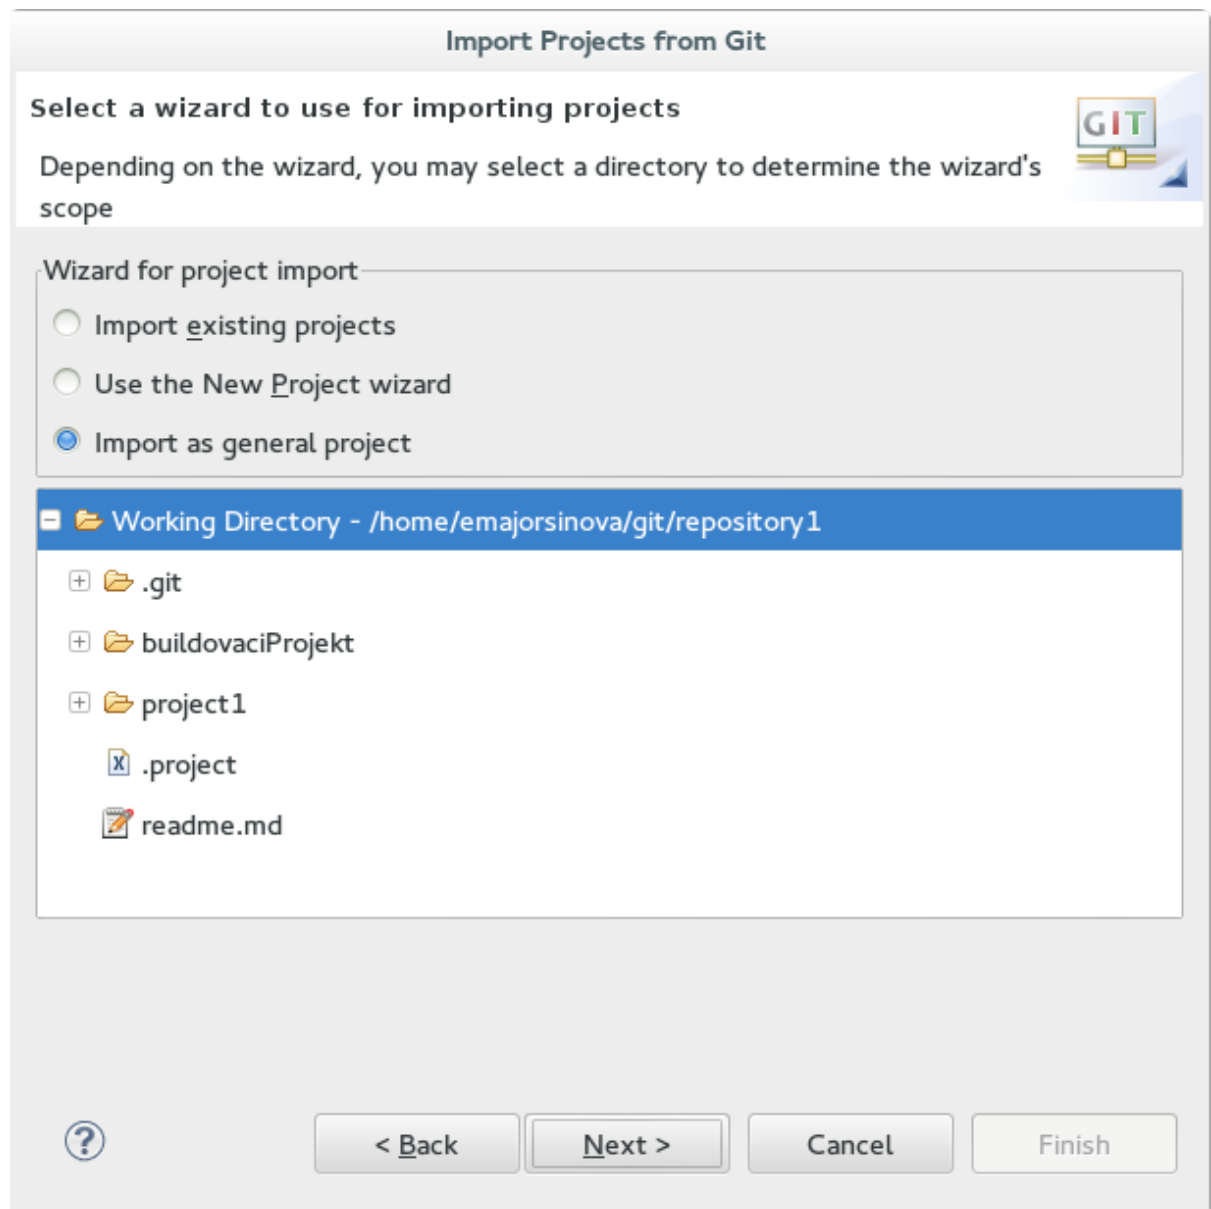 Import Projects from Git
Select a wizard to use for importing projects
GIT
Depending on the wizard, you may select a directory to determine the wizard's
scope
Wizard for project import
Import existing projects
Use the New Project wizard
Import as general project
Working Directory - /home/emajorsinova/git/repository1
.git
buildovaciProjekt
project1
X .project
readme.md
? < Back Next > Cancel Finish